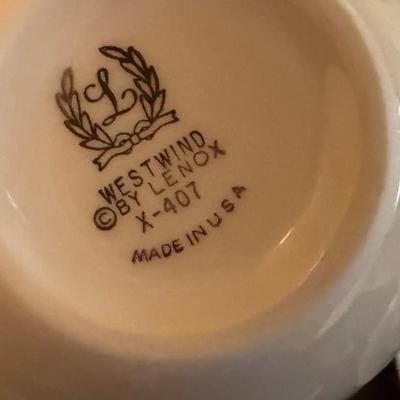 L
WESTWIND
©BY LENOX
X-407
MADE IN USA